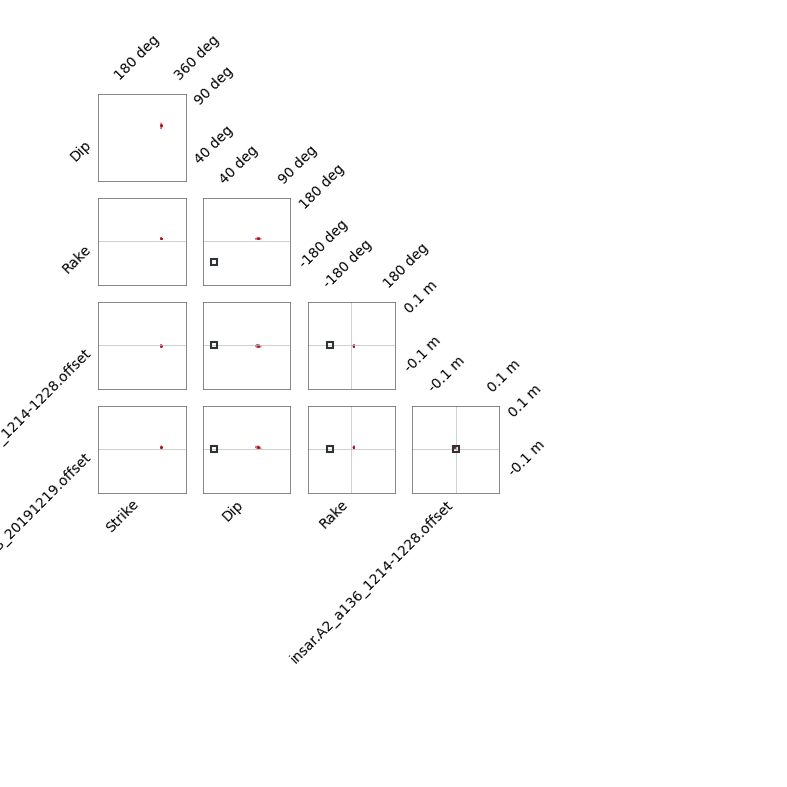 180 deg
360 deg
90 deg
40 deg
Dip
40 deg
90 deg
180 deg
-180 deg
Rake
-180 deg
180 deg
0.1 m
-0.1 m
_1214-1228.offset
-0.1 m
0.1 m
0.1 m
-0.1 m
_20191219.offset
Strike
Dip
Rake
insar.A2_a136_1214-1228.offset